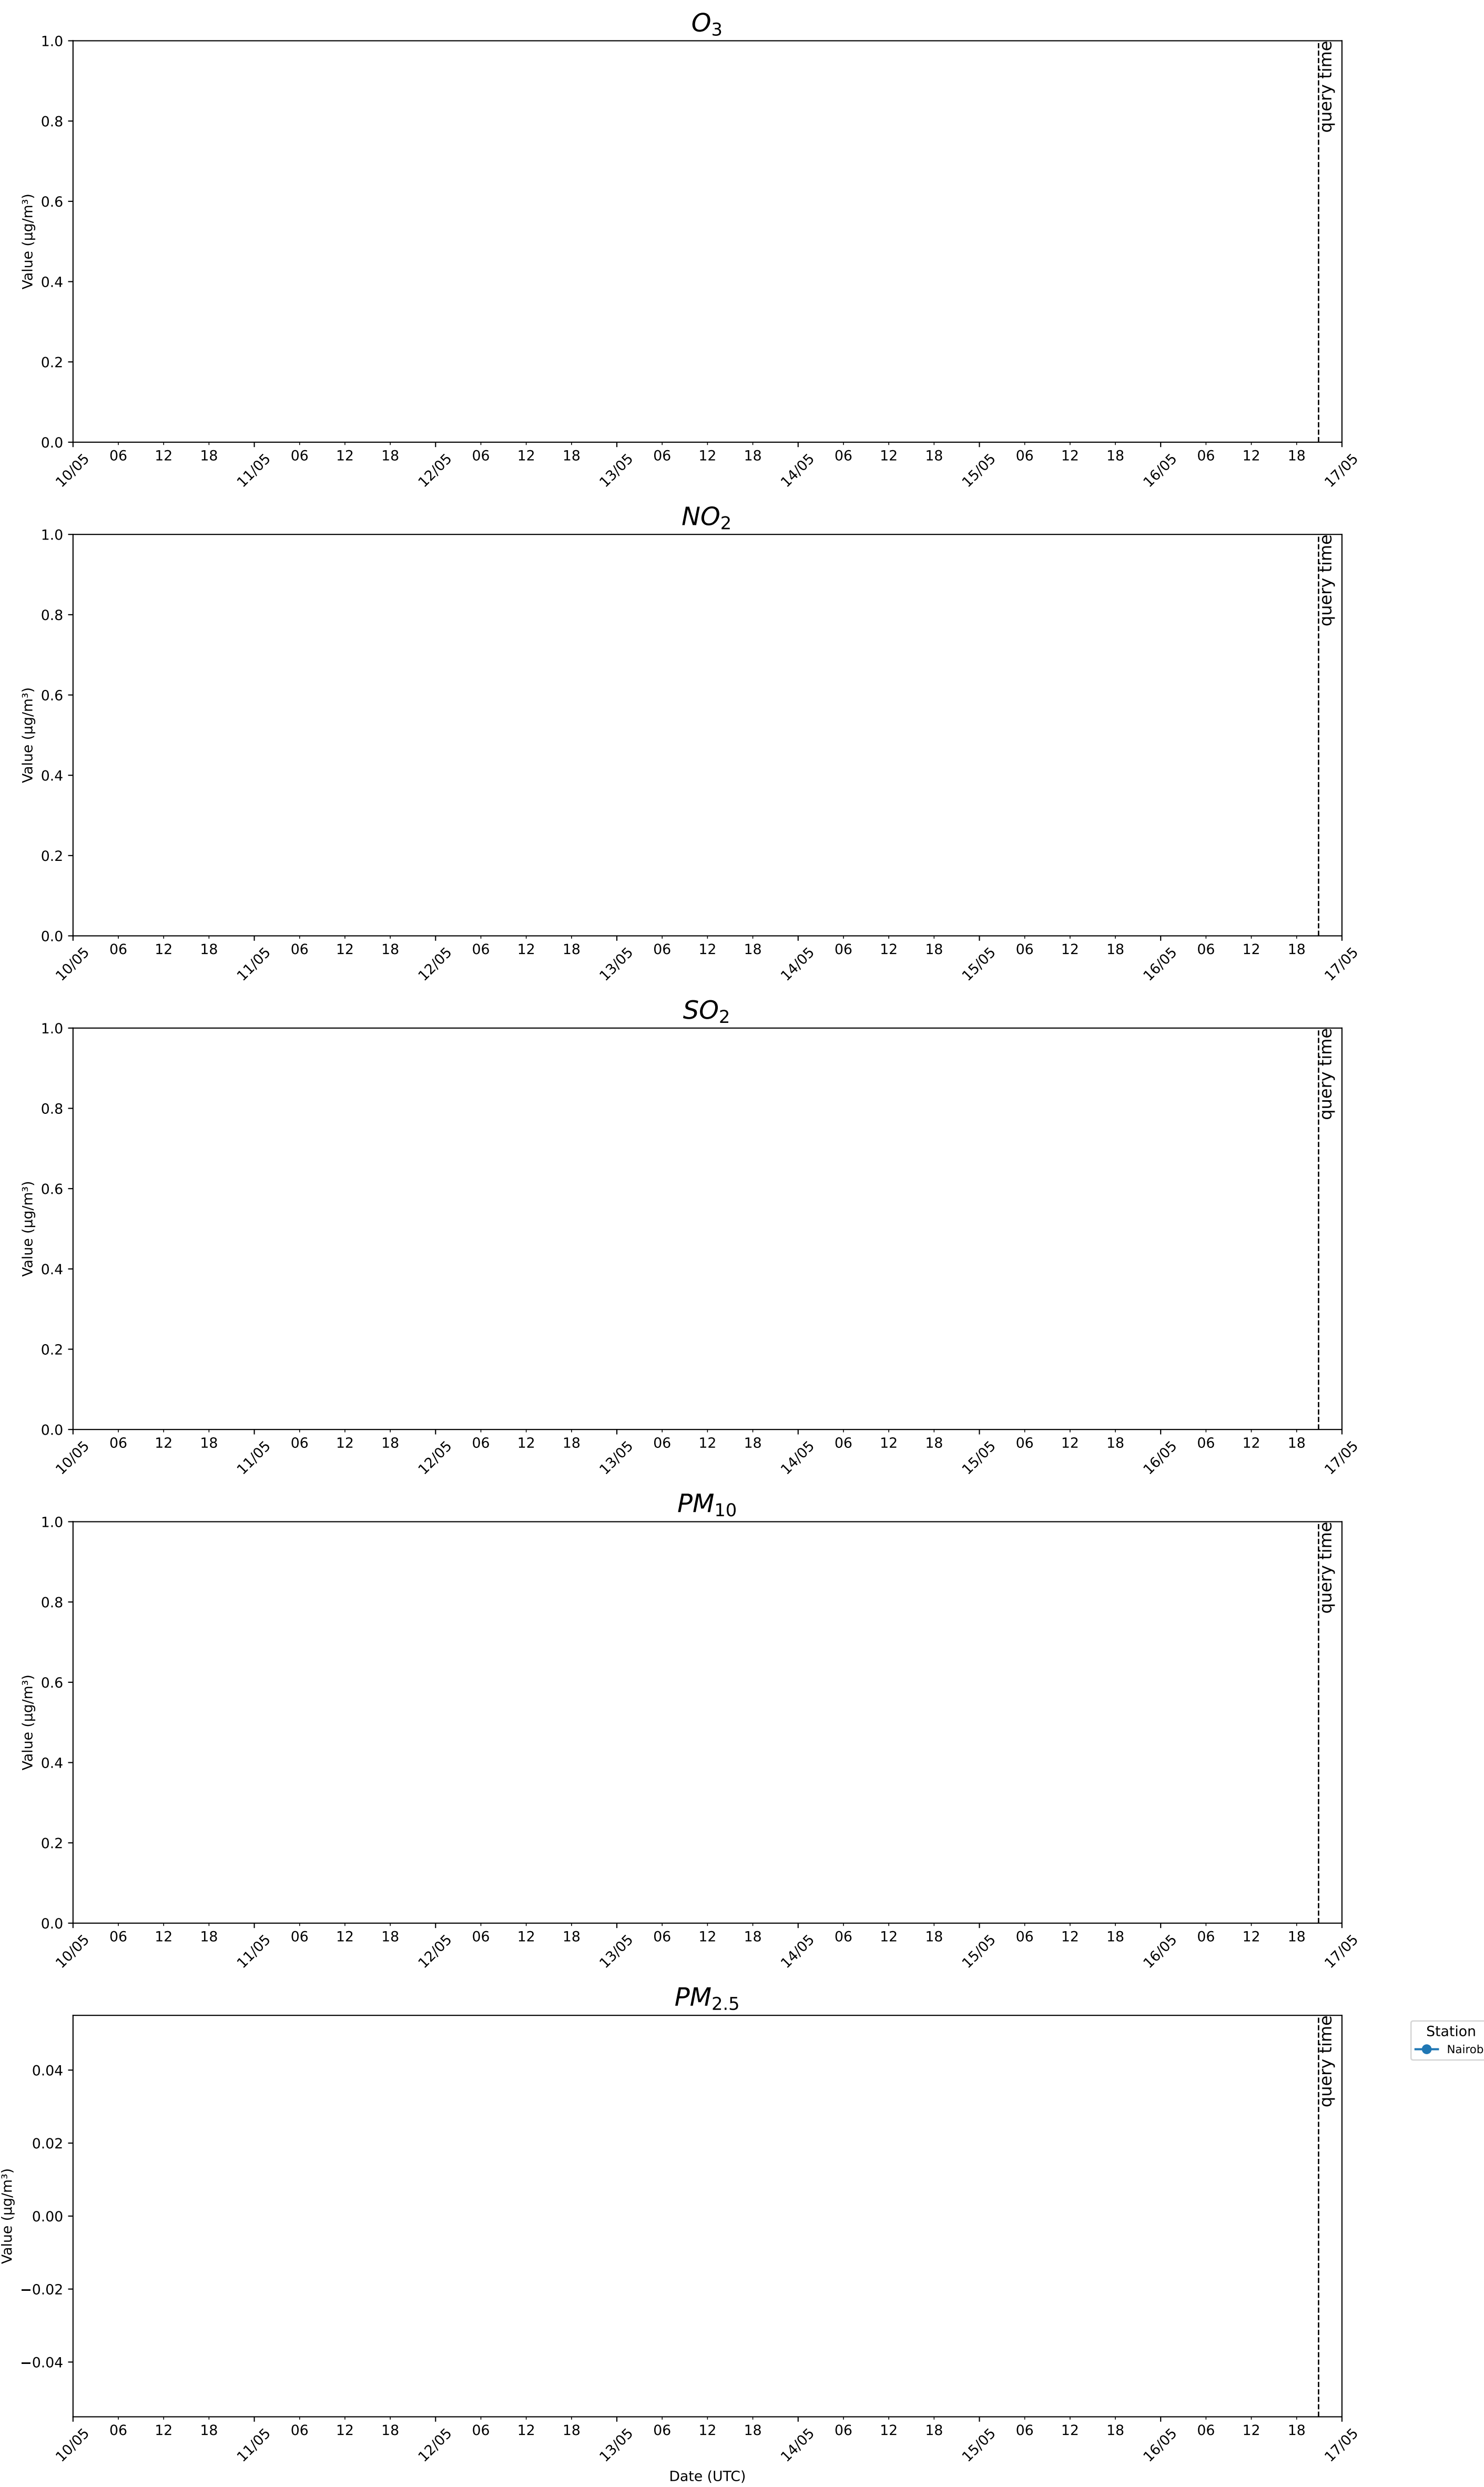 O3
1.0
0.8
0.6
0.4
0.2
0.0
Value (µg/m³)
query time
10/05 06 12 18 11/05 06 12 18 12/05 06 12 18 13/05 06 12 18 14/05 06 12 18 15/05 06 12 18 16/05 06 12 18 17/05
NO2
1.0
0.8
0.6
0.4
0.2
0.0
Value (µg/m³)
query time
10/05 06 12 18 11/05 06 12 18 12/05 06 12 18 13/05 06 12 18 14/05 06 12 18 15/05 06 12 18 16/05 06 12 18 17/05
SO2
1.0
0.8
0.6
0.4
0.2
0.0
Value (µg/m³)
query time
10/05 06 12 18 11/05 06 12 18 12/05 06 12 18 13/05 06 12 18 14/05 06 12 18 15/05 06 12 18 16/05 06 12 18 17/05
PM10
1.0
0.8
0.6
0.4
0.2
0.0
Value (µg/m³)
query time
10/05 06 12 18 11/05 06 12 18 12/05 06 12 18 13/05 06 12 18 14/05 06 12 18 15/05 06 12 18 16/05 06 12 18 17/05
PM2.5
0.04
0.02
0.00
−0.02
−0.04
Value (µg/m³)
query time
Station
Nairob
10/05 06 12 18 11/05 06 12 18 12/05 06 12 18 13/05 06 12 18 14/05 06 12 18 15/05 06 12 18 16/05 06 12 18 17/05
Date (UTC)